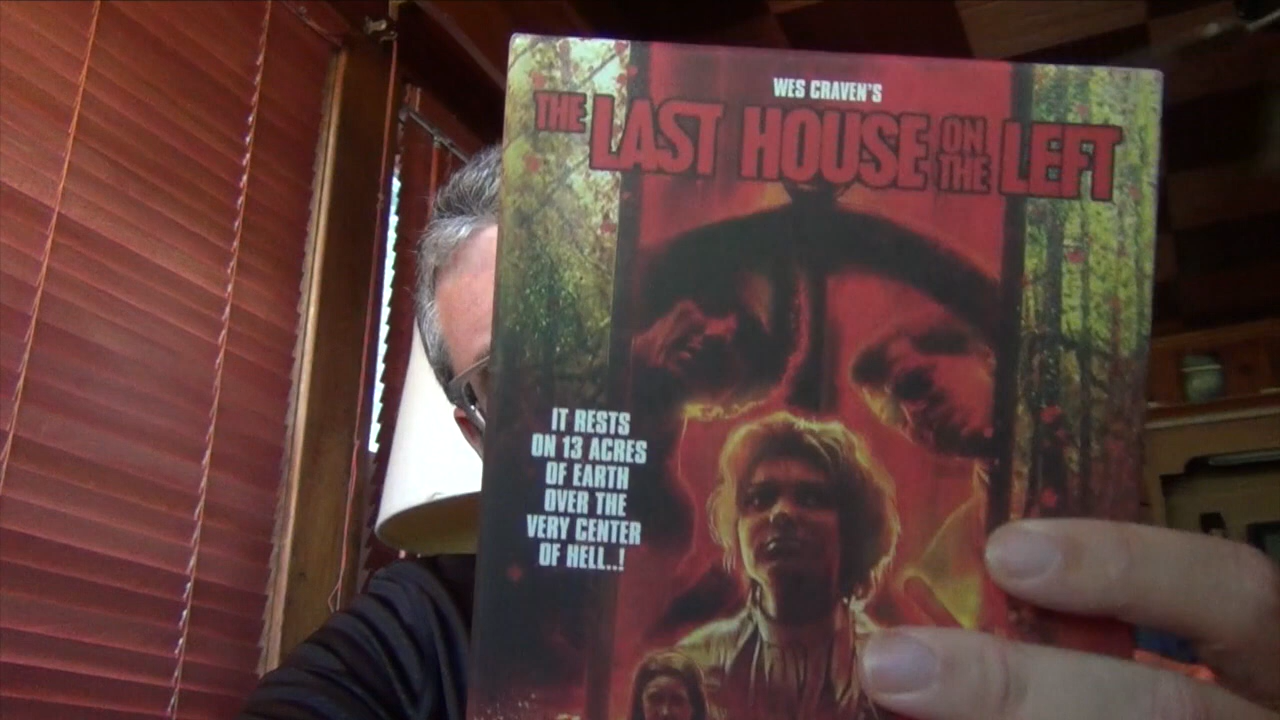 WES CRAVEN'S
THE LAST HOUSE ON THE LEFT
IT RESTS
ON 13 ACRES
OF EARTH
OVER THE
VERY CENTER
OF HELL..!